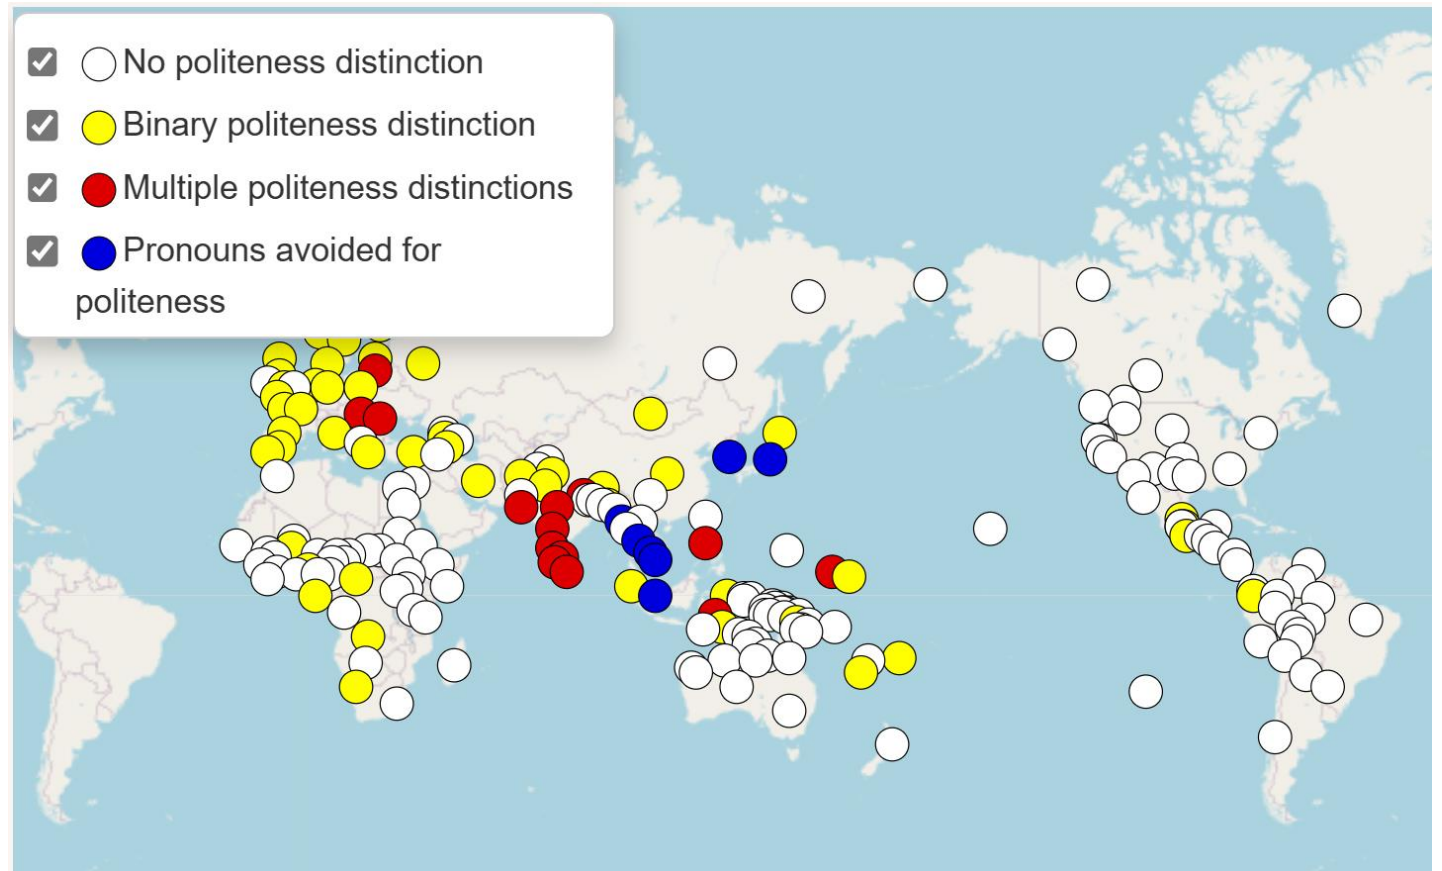 No politeness distinction
Binary politeness distinction
Multiple politeness distinctions
Pronouns avoided for
politeness